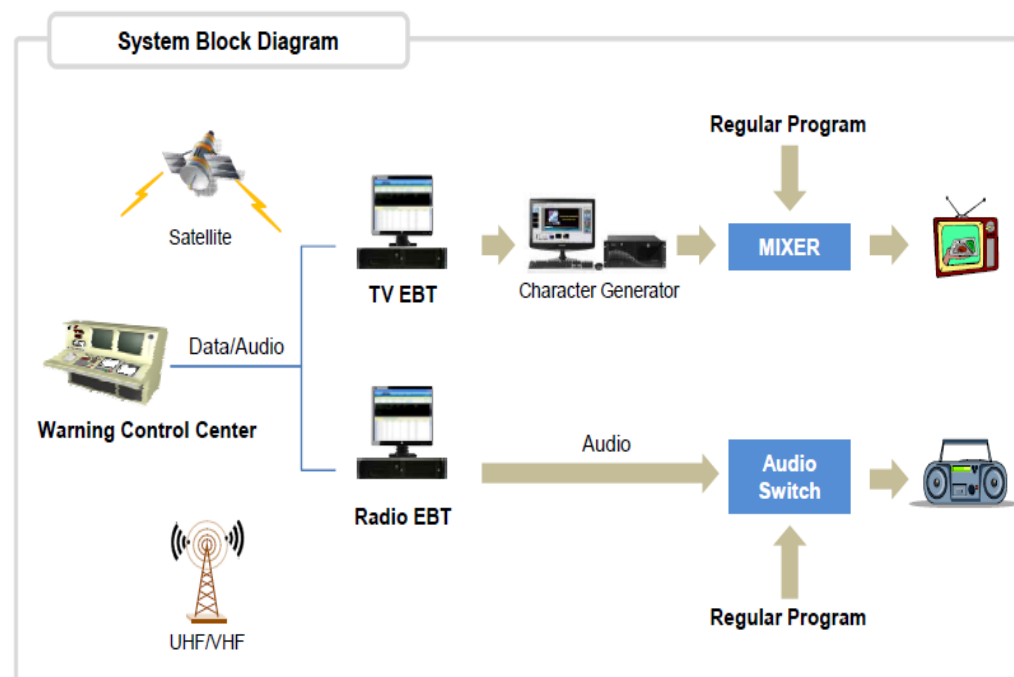 System Block Diagram
Regular Program
Satellite
TV EBT
Character Generator
MIXER
Data/Audio
Warning Control Center
Radio EBT
Audio
Audio
Switch
UHF/VHF
Regular Program